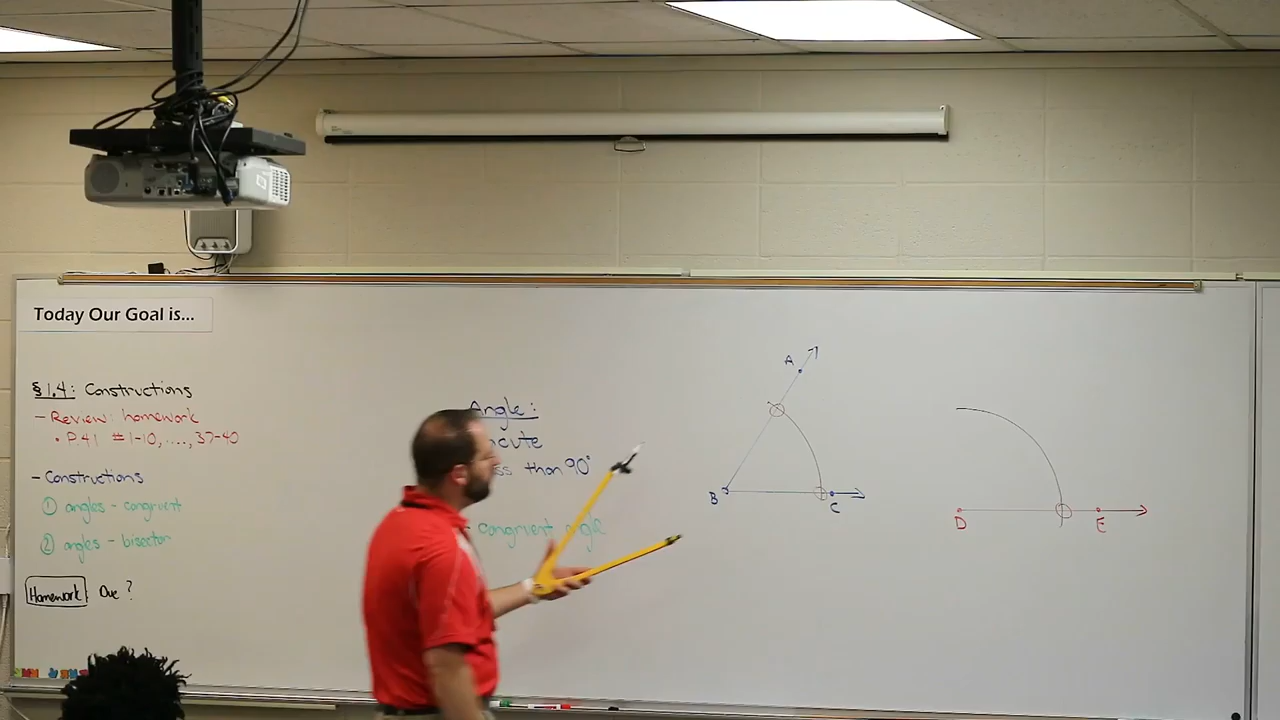 Today Our Goal is...
§1.4: Constructions
- Review: homework
• P.41 #1-10, ...., 37-40
- Constructions
① angles - congruent
② angles - bisector
Homework Due?
Angle:
than 90°
- congruent angle
A
B
C
D
E